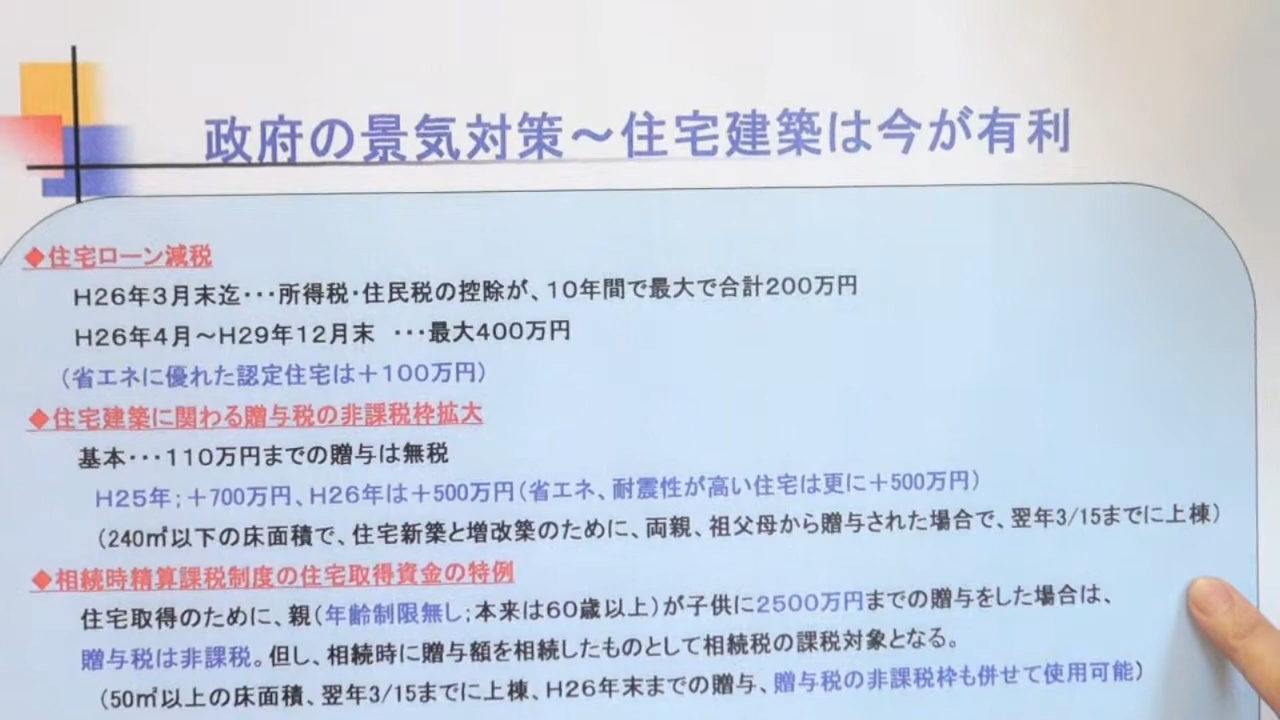 政府の景気対策～住宅建築は今が有利
◆住宅ローン減税
H26年3月末迄・・・所得税・住民税の控除が、10年間で最大で合計200万円
H26年4月～H29年12月末　・・・最大400万円
（省エネに優れた認定住宅は＋100万円）
◆住宅建築に関わる贈与税の非課税枠拡大
基本・・・110万円までの贈与は無税
H25年；＋700万円、H26年は＋500万円（省エネ、耐震性が高い住宅は更に＋500万円）
（240㎡以下の床面積で、住宅新築と増改築のために、両親、祖父母から贈与された場合で、翌年3/15までに上棟）
◆相続時精算課税制度の住宅取得資金の特例
住宅取得のために、親（年齢制限無し；本来は60歳以上）が子供に2500万円までの贈与をした場合は、
贈与税は非課税。但し、相続時に贈与額を相続したものとして相続税の課税対象となる。
（50㎡以上の床面積、翌年3/15までに上棟、H26年末までの贈与、贈与税の非課税枠も併せて使用可能）